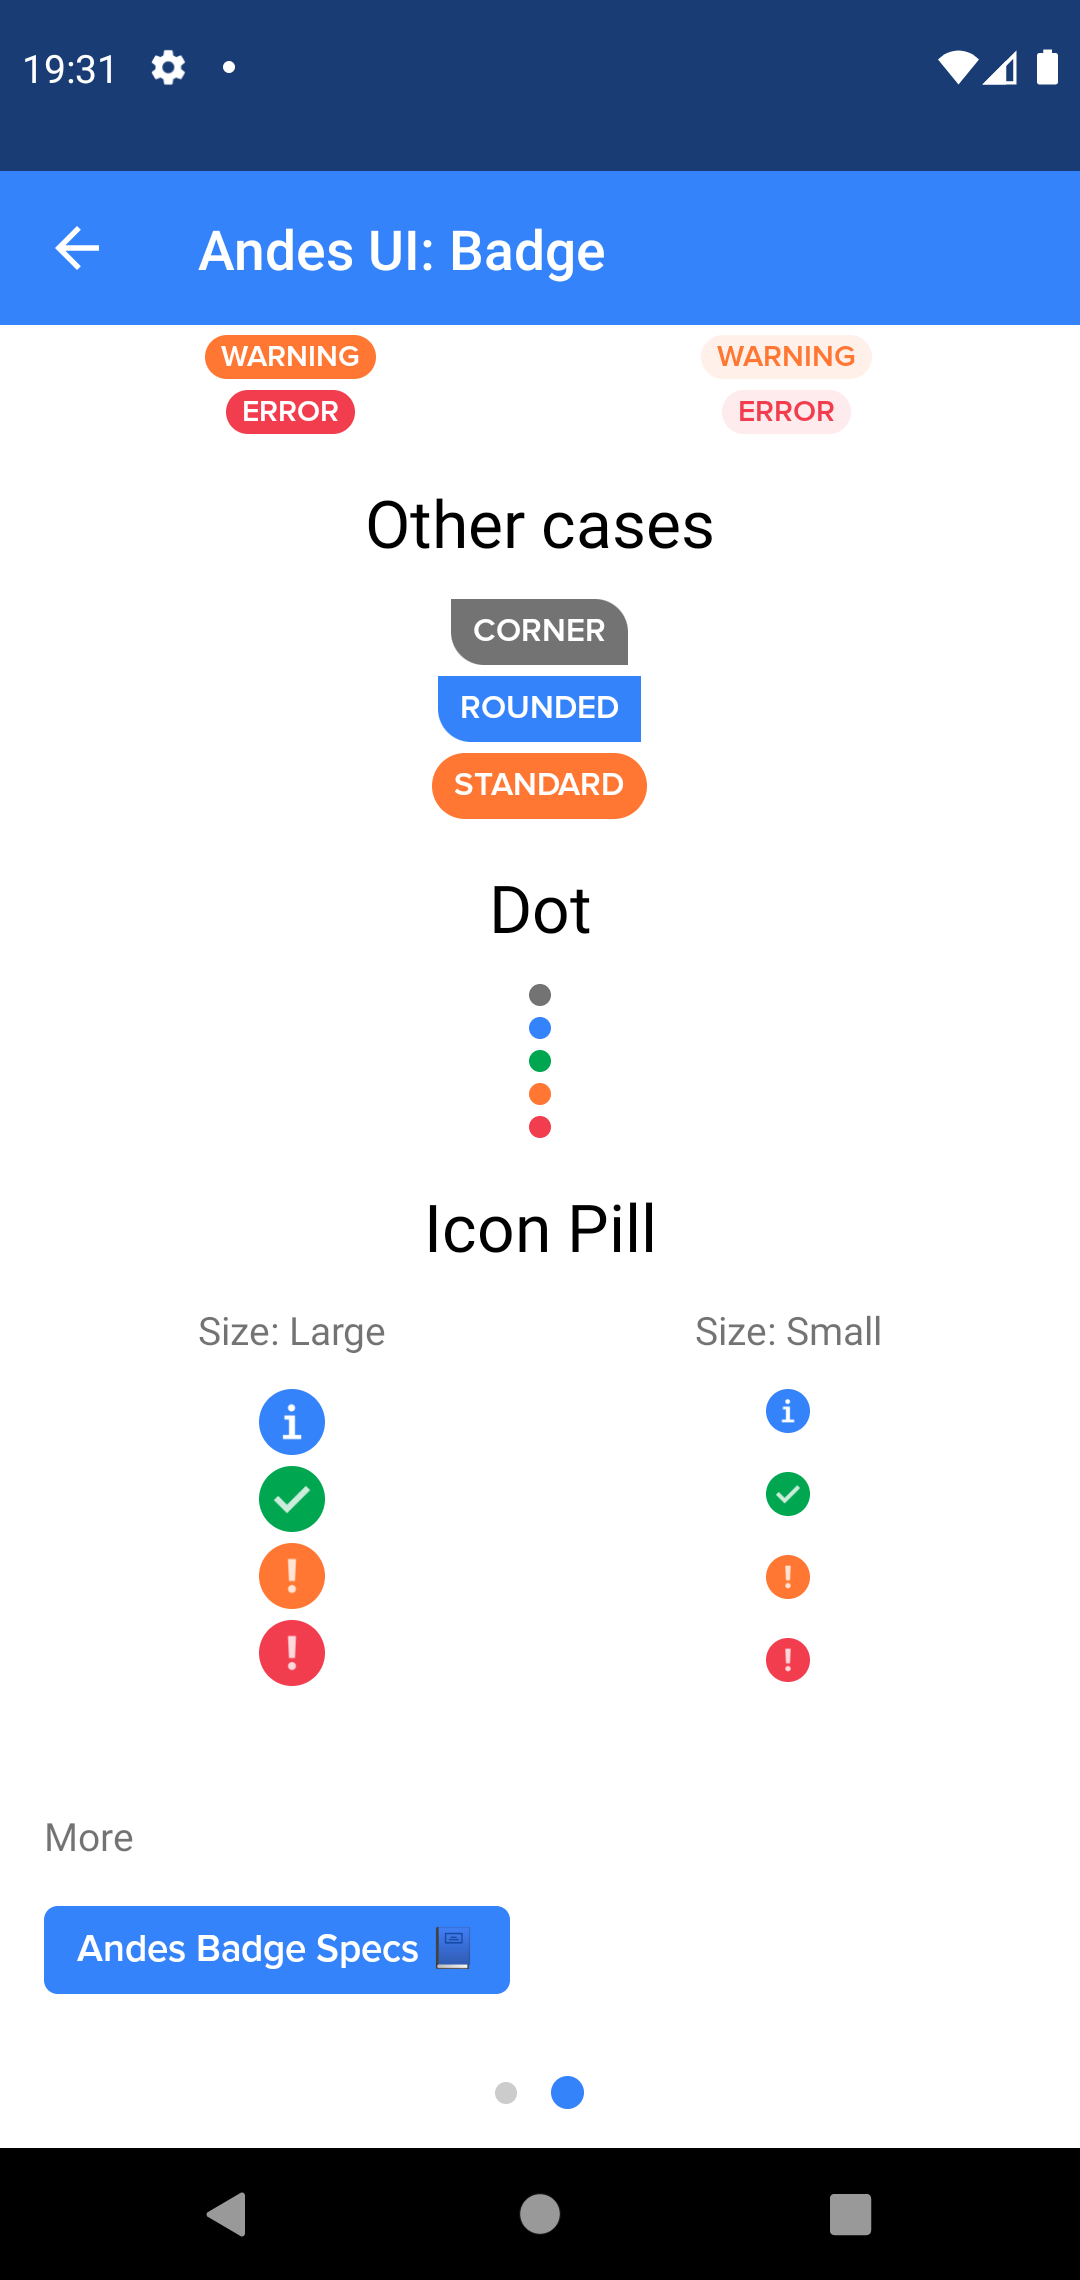 19:31
Andes UI: Badge
WARNING WARNING
ERROR ERROR
Other cases
CORNER
ROUNDED
STANDARD
Dot
Icon Pill
Size: Large Size: Small
More
Andes Badge Specs